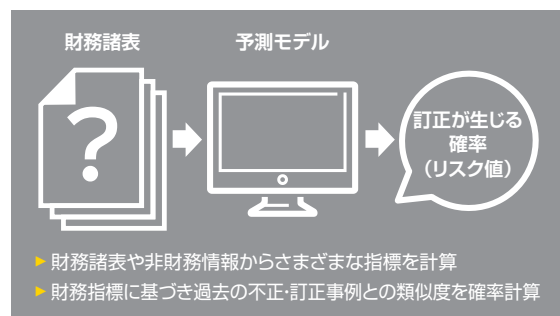 財務諸表
予測モデル
?
訂正が生じる
確率
（リスク値）
財務諸表や非財務情報からさまざまな指標を計算
財務指標に基づき過去の不正・訂正事例との類似度を確率計算